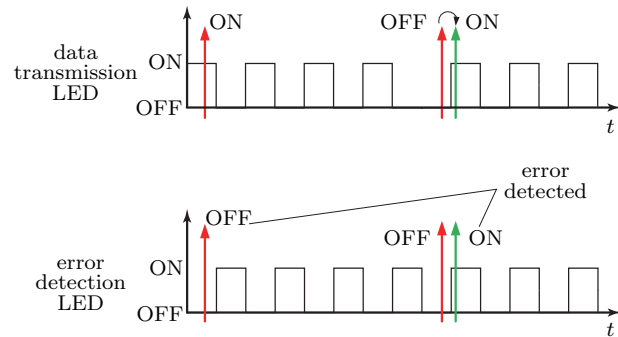 ON
OFF ON
data
transmission
LED
ON
OFF
t
error
detected
OFF
OFF ON
error
detection
LED
ON
OFF
t